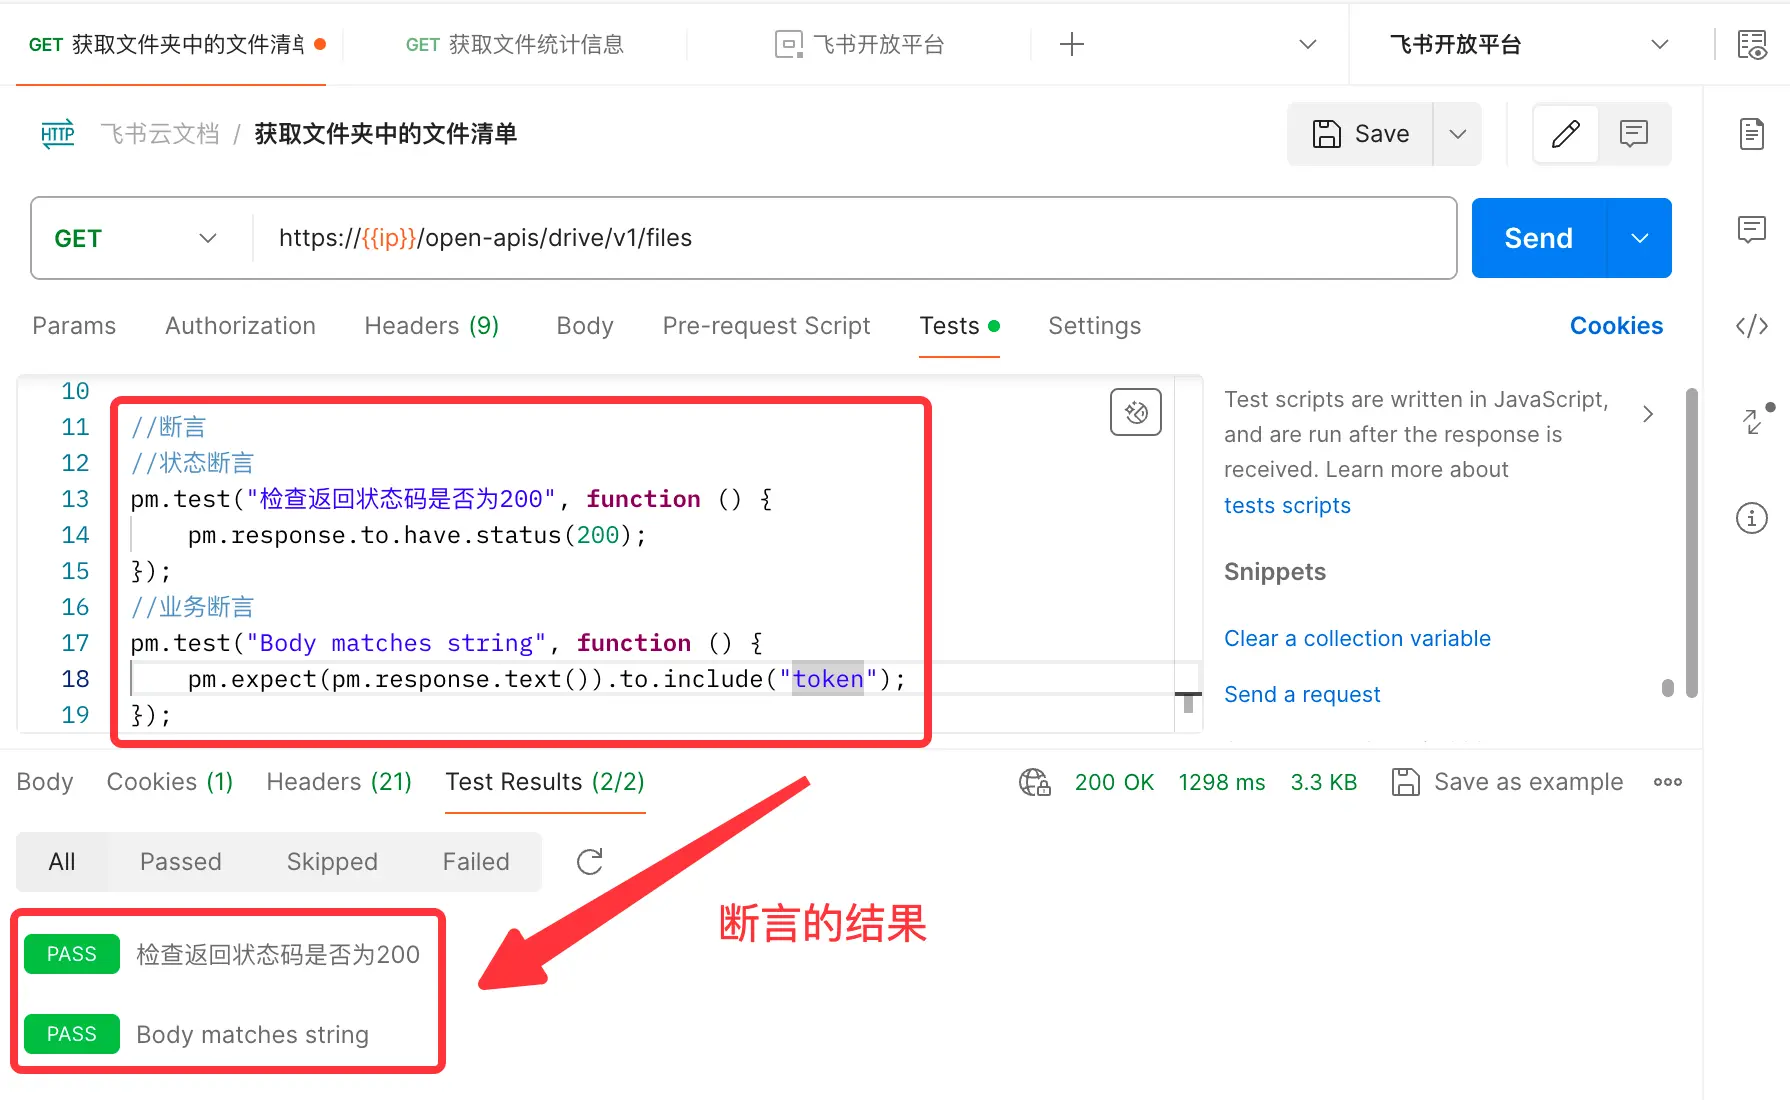 GET 获取文件夹中的文件清单
GET 获取文件统计信息
飞书开放平台
飞书开放平台
HTTP 飞书云文档 / 获取文件夹中的文件清单
Save
GET https://{{ip}}/open-apis/drive/v1/files
Send
Params Authorization Headers (9) Body Pre-request Script Tests Settings Cookies
10
11 //断言
12 //状态断言
13 pm.test("检查返回状态码是否为200", function () {
14 pm.response.to.have.status(200);
15 });
16 //业务断言
17 pm.test("Body matches string", function () {
18 pm.expect(pm.response.text()).to.include("token");
19 });
Test scripts are written in JavaScript,
and are run after the response is
received. Learn more about
tests scripts
Snippets
Clear a collection variable
Send a request
Body Cookies (1) Headers (21) Test Results (2/2) 200 OK 1298 ms 3.3 KB Save as example
All Passed Skipped Failed
断言的结果
PASS 检查返回状态码是否为200
PASS Body matches string